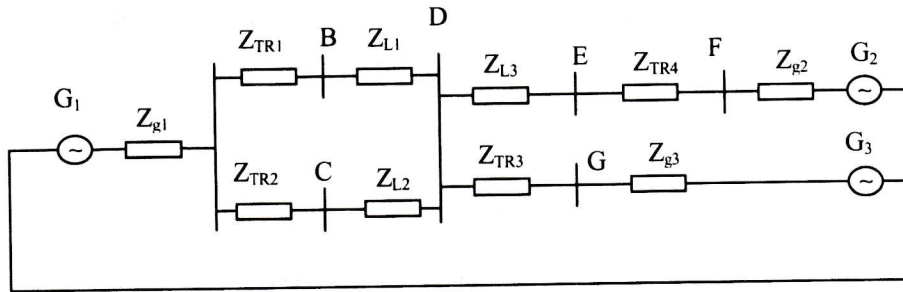 Z_TR1 B Z_L1 D
Z_L3 E Z_TR4 F Z_g2 G_2
G_1 Z_g1
Z_TR2 C Z_L2 Z_TR3 G Z_g3 G_3
~ ~ ~